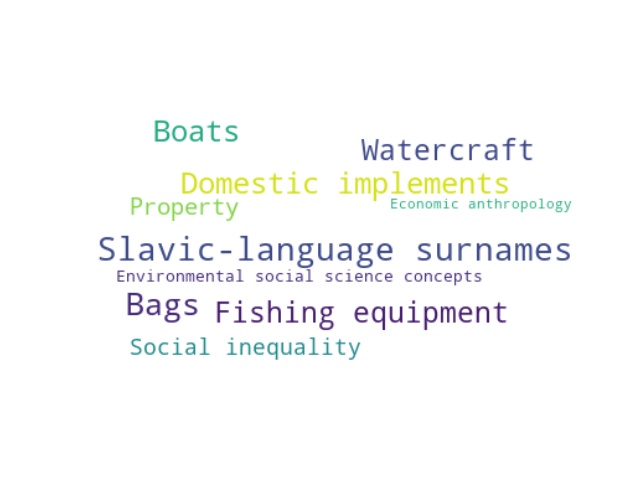 Boats
Watercraft
Domestic implements
Property
Economic anthropology
Slavic-language surnames
Environmental social science concepts
Bags
Fishing equipment
Social inequality